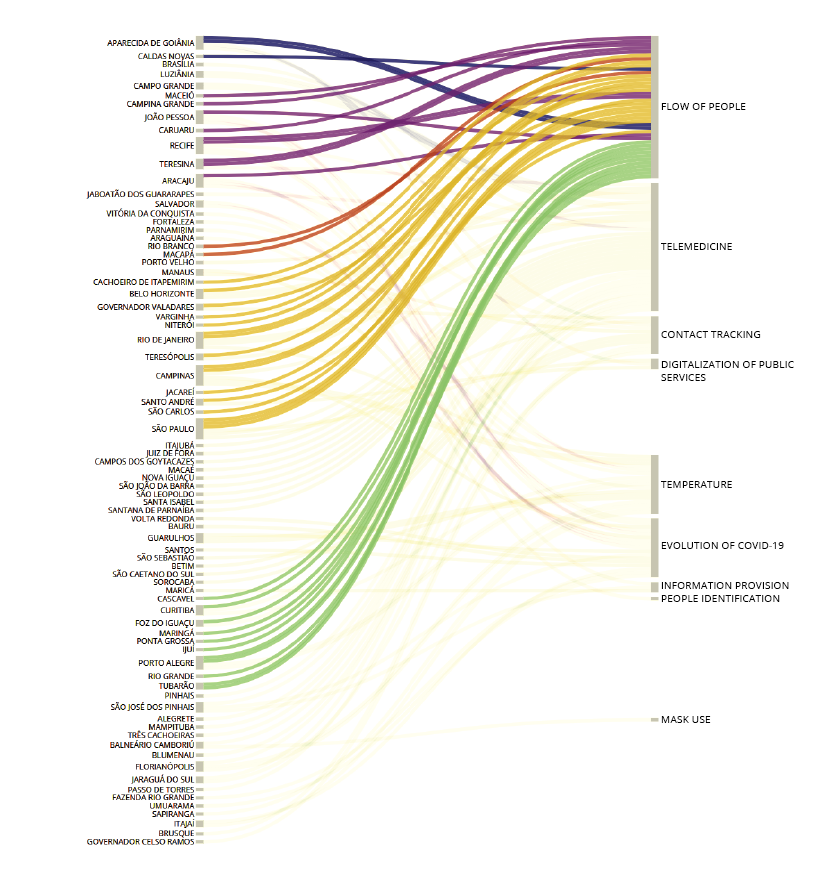 APARECIDA DE GOIÂNIA
CALDAS NOVAS
BRASÍLIA
LUZIÂNIA
CAMPO GRANDE
MACEIÓ
CAMPINA GRANDE
JOÃO PESSOA
CARUARU
RECIFE
TERESINA
ARACAJU
JABOATÃO DOS GUARARAPES
SALVADOR
VITÓRIA DA CONQUISTA
FORTALEZA
PARNAMIRIM
ARAGUAÍNA
RIO BRANCO
MACAPÁ
PORTO VELHO
MANAUS
CACHOEIRO DE ITAPEMIRIM
BELO HORIZONTE
GOVERNADOR VALADARES
VARGINHA
NITERÓI
RIO DE JANEIRO
TERESÓPOLIS
CAMPINAS
JACAREÍ
SANTO ANDRÉ
SÃO CARLOS
SÃO PAULO
ITAJUBÁ
JUIZ DE FORA
CAMPOS DOS GOYTACAZES
MACAÉ
NOVA IGUAÇU
SÃO JOÃO DA BARRA
SÃO LEOPOLDO
SANTA ISABEL
SANTANA DE PARNAÍBA
VOLTA REDONDA
BAURU
GUARULHOS
SANTOS
SÃO SEBASTIÃO
BETIM
SÃO CAETANO DO SUL
SOROCABA
MARICÁ
CASCAVEL
CURITIBA
FOZ DO IGUAÇU
MARINGÁ
PONTA GROSSA
IJUÍ
PORTO ALEGRE
RIO GRANDE
TUBARÃO
PINHAIS
SÃO JOSÉ DOS PINHAIS
ALEGRETE
MAMPITUBA
TRÊS CACHOEIRAS
BALNEÁRIO CAMBORIÚ
BLUMENAU
FLORIANÓPOLIS
JARAGUÁ DO SUL
PASSO DE TORRES
FAZENDA RIO GRANDE
UMUARAMA
SAPIRANGA
ITAJAÍ
BRUSQUE
GOVERNADOR CELSO RAMOS
FLOW OF PEOPLE
TELEMEDICINE
CONTACT TRACKING
DIGITALIZATION OF PUBLIC
SERVICES
TEMPERATURE
EVOLUTION OF COVID-19
INFORMATION PROVISION
PEOPLE IDENTIFICATION
MASK USE